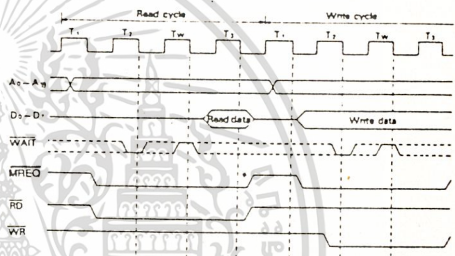 Read cycle Write cycle
T₁ T₂ Tw T₃ T₁ T₂ Tw T₃
A₀–A₁₅
D₀–D₇ Read data Write data
WAIT
MREQ
RD
WR